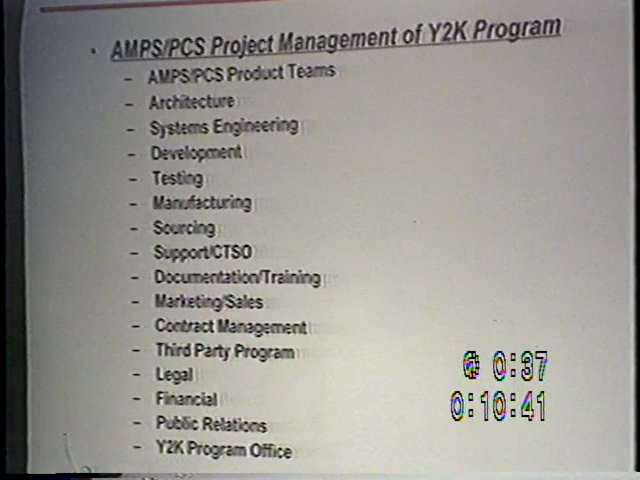 · AMPS/PCS Project Management of Y2K Program
– AMPS/PCS Product Teams
– Architecture
– Systems Engineering
– Development
– Testing
– Manufacturing
– Sourcing
– Support/CTSO
– Documentation/Training
– Marketing/Sales
– Contract Management
– Third Party Program
– Legal
– Financial
– Public Relations
– Y2K Program Office
0:37
0:10:41